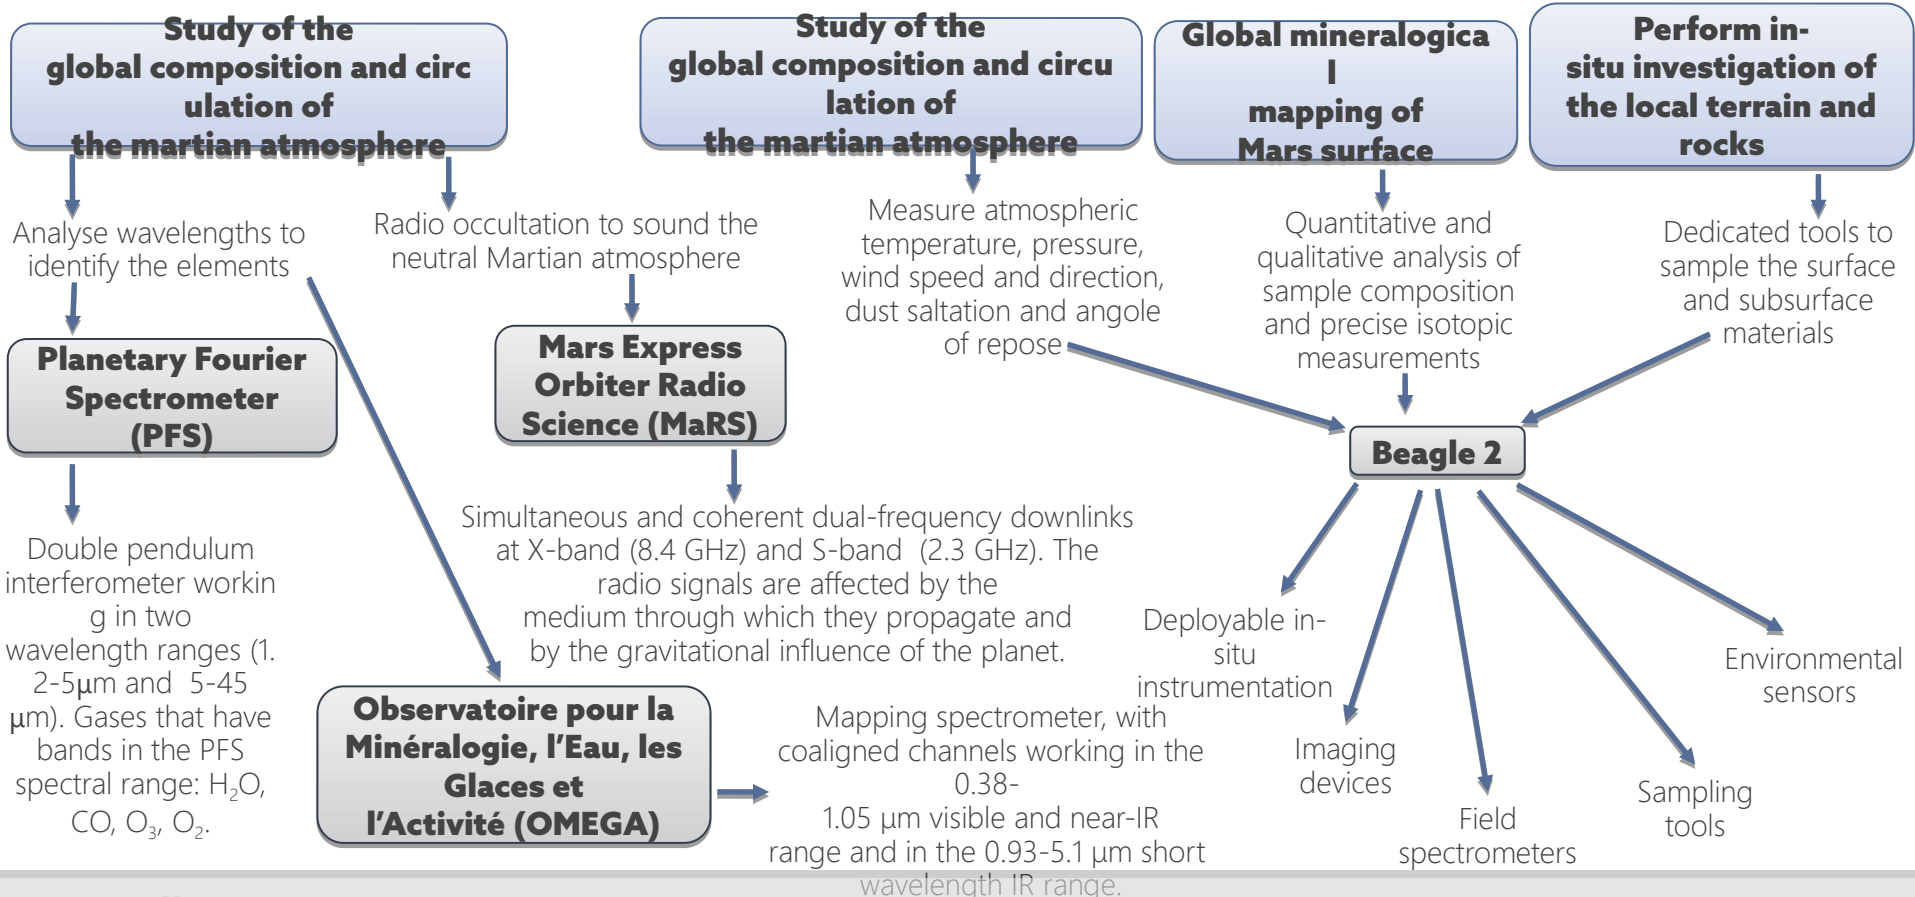 Study of the
global composition and circ
ulation of
the martian atmosphere
Study of the
global composition and circu
lation of
the martian atmosphere
Global mineralogica
l
mapping of
Mars surface
Perform in-
situ investigation of
the local terrain and
rocks
Analyse wavelengths to
identify the elements
Radio occultation to sound the
neutral Martian atmosphere
Measure atmospheric
temperature, pressure,
wind speed and direction,
dust saltation and angole
of repose
Quantitative and
qualitative analysis of
sample composition
and precise isotopic
measurements
Dedicated tools to
sample the surface
and subsurface
materials
Planetary Fourier
Spectrometer
(PFS)
Mars Express
Orbiter Radio
Science (MaRS)
Beagle 2
Double pendulum
interferometer workin
g in two
wavelength ranges (1.
2-5μm and 5-45
μm). Gases that have
bands in the PFS
spectral range: H₂O,
CO, O₃, O₂.
Simultaneous and coherent dual-frequency downlinks
at X-band (8.4 GHz) and S-band (2.3 GHz). The
radio signals are affected by the
medium through which they propagate and
by the gravitational influence of the planet.
Observatoire pour la
Minéralogie, l'Eau, les
Glaces et
l'Activité (OMEGA)
Mapping spectrometer, with
coaligned channels working in the
0.38-
1.05 μm visible and near-IR
range and in the 0.93-5.1 μm short
wavelength IR range.
Deployable in-
situ
instrumentation
Imaging
devices
Field
spectrometers
Sampling
tools
Environmental
sensors